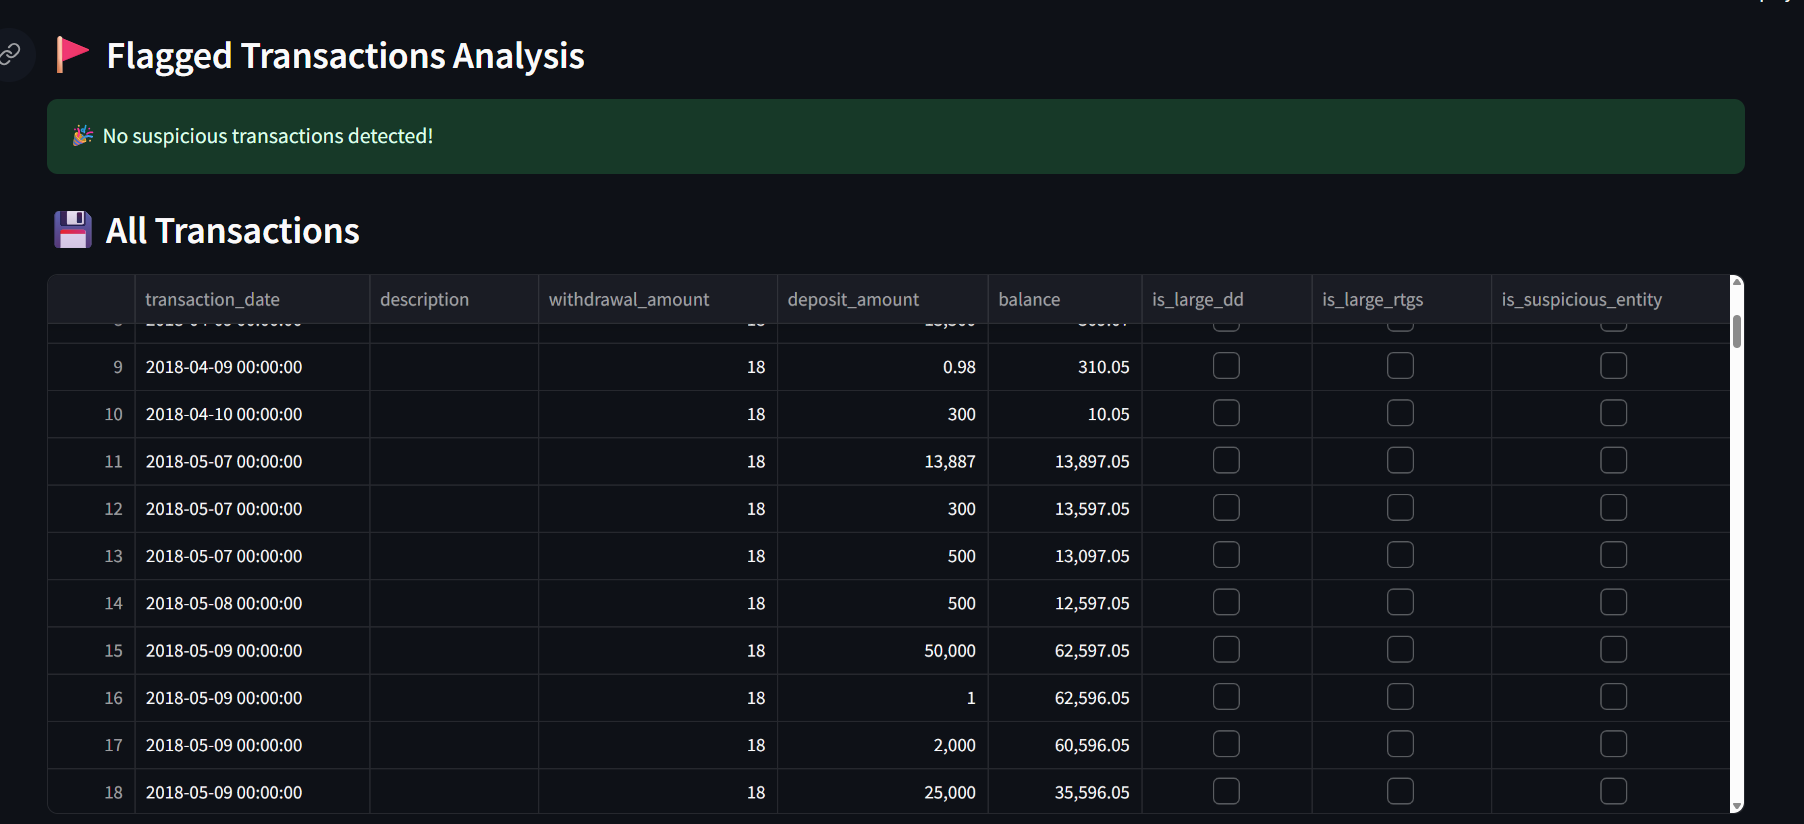 Flagged Transactions Analysis
🎉 No suspicious transactions detected!
All Transactions
transaction_date description withdrawal_amount deposit_amount balance is_large_dd is_large_rtgs is_suspicious_entity
9 2018-04-09 00:00:00 18 0.98 310.05
10 2018-04-10 00:00:00 18 300 10.05
11 2018-05-07 00:00:00 18 13,887 13,897.05
12 2018-05-07 00:00:00 18 300 13,597.05
13 2018-05-07 00:00:00 18 500 13,097.05
14 2018-05-08 00:00:00 18 500 12,597.05
15 2018-05-09 00:00:00 18 50,000 62,597.05
16 2018-05-09 00:00:00 18 1 62,596.05
17 2018-05-09 00:00:00 18 2,000 60,596.05
18 2018-05-09 00:00:00 18 25,000 35,596.05